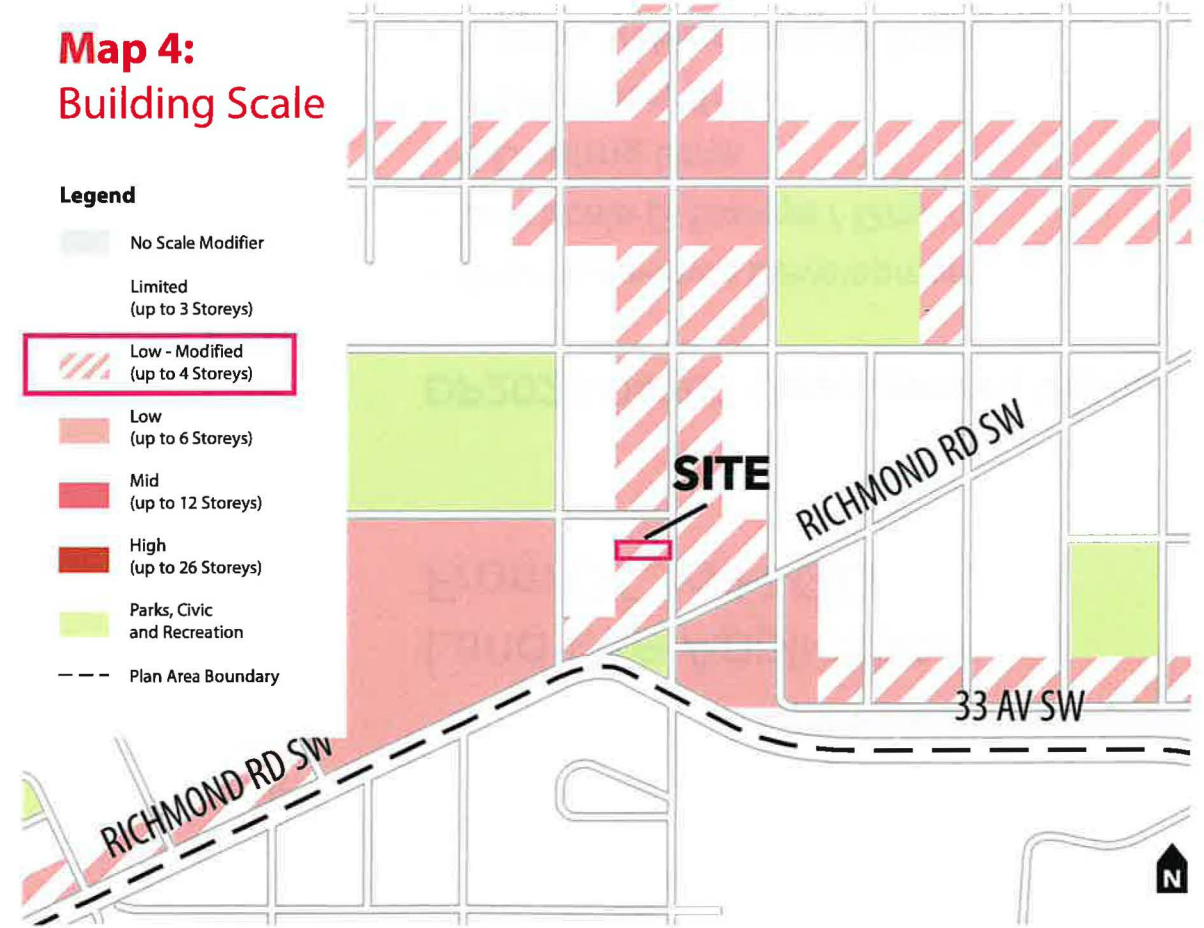 Map 4:
Building Scale
Legend
No Scale Modifier
Limited
(up to 3 Storeys)
Low - Modified
(up to 4 Storeys)
Low
(up to 6 Storeys)
Mid
(up to 12 Storeys)
High
(up to 26 Storeys)
Parks, Civic
and Recreation
Plan Area Boundary
SITE
RICHMOND RD SW
33 AV SW
RICHMOND RD SW
N